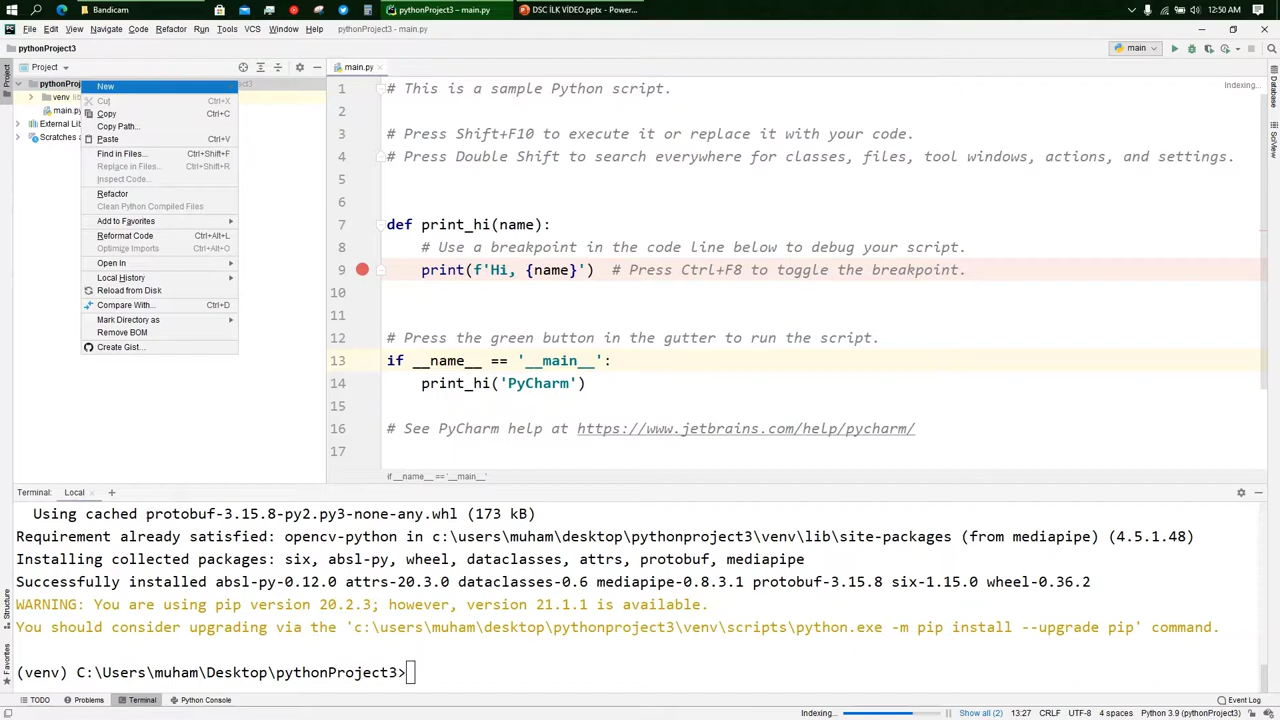 Bandicam
pythonProject3 – main.py
DSC İLK VİDEO.pptx - Powe...
12:50 AM
File Edit View Navigate Code Refactor Run Tools VCS Window Help pythonProject3 - main.py
pythonProject3
main
Project
main.py
pythonProj
venv
main.py
External Lib
Scratches a
New
Cut Ctrl+X
Copy Ctrl+C
Copy Path...
Paste Ctrl+V
Find in Files... Ctrl+Shift+F
Replace in Files... Ctrl+Shift+R
Inspect Code...
Refactor
Clean Python Compiled Files
Add to Favorites
Reformat Code Ctrl+Alt+L
Optimize Imports Ctrl+Alt+O
Open In
Local History
Reload from Disk
Compare With... Ctrl+D
Mark Directory as
Remove BOM
Create Gist...
Indexing...
1 # This is a sample Python script.
2
3 # Press Shift+F10 to execute it or replace it with your code.
4 # Press Double Shift to search everywhere for classes, files, tool windows, actions, and settings.
5
6
7 def print_hi(name):
8 # Use a breakpoint in the code line below to debug your script.
9 print(f'Hi, {name}') # Press Ctrl+F8 to toggle the breakpoint.
10
11
12 # Press the green button in the gutter to run the script.
13 if __name__ == '__main__':
14 print_hi('PyCharm')
15
16 # See PyCharm help at https://www.jetbrains.com/help/pycharm/
17
if __name__ == '__main__'
Project
Structure
Favorites
Database
SciView
Terminal: Local
Using cached protobuf-3.15.8-py2.py3-none-any.whl (173 kB)
Requirement already satisfied: opencv-python in c:\users\muham\desktop\pythonproject3\venv\lib\site-packages (from mediapipe) (4.5.1.48)
Installing collected packages: six, absl-py, wheel, dataclasses, attrs, protobuf, mediapipe
Successfully installed absl-py-0.12.0 attrs-20.3.0 dataclasses-0.6 mediapipe-0.8.3.1 protobuf-3.15.8 six-1.15.0 wheel-0.36.2
WARNING: You are using pip version 20.2.3; however, version 21.1.1 is available.
You should consider upgrading via the 'c:\users\muham\desktop\pythonproject3\venv\scripts\python.exe -m pip install --upgrade pip' command.
(venv) C:\Users\muham\Desktop\pythonProject3>
TODO Problems Terminal Python Console Event Log
Indexing... Show all (2) 13:27 CRLF UTF-8 4 spaces Python 3.9 (pythonProject3)